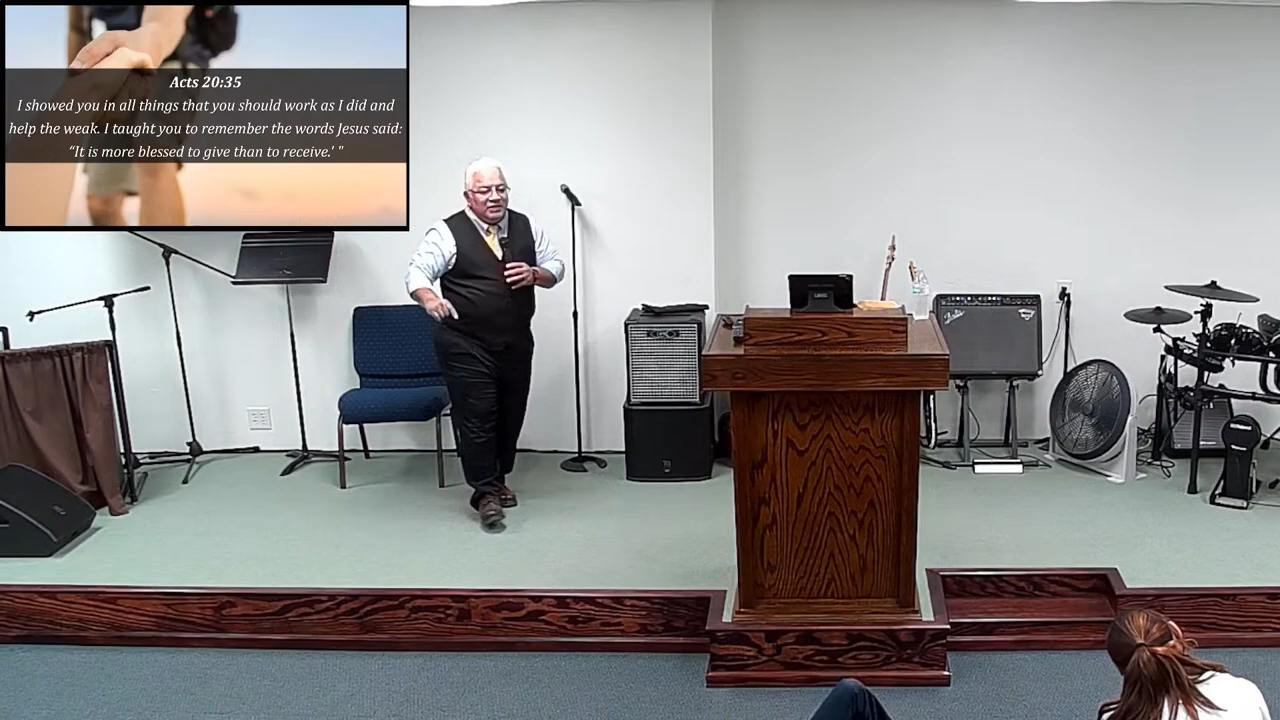 Acts 20:35
I showed you in all things that you should work as I did and
help the weak. I taught you to remember the words Jesus said:
“It is more blessed to give than to receive.' "